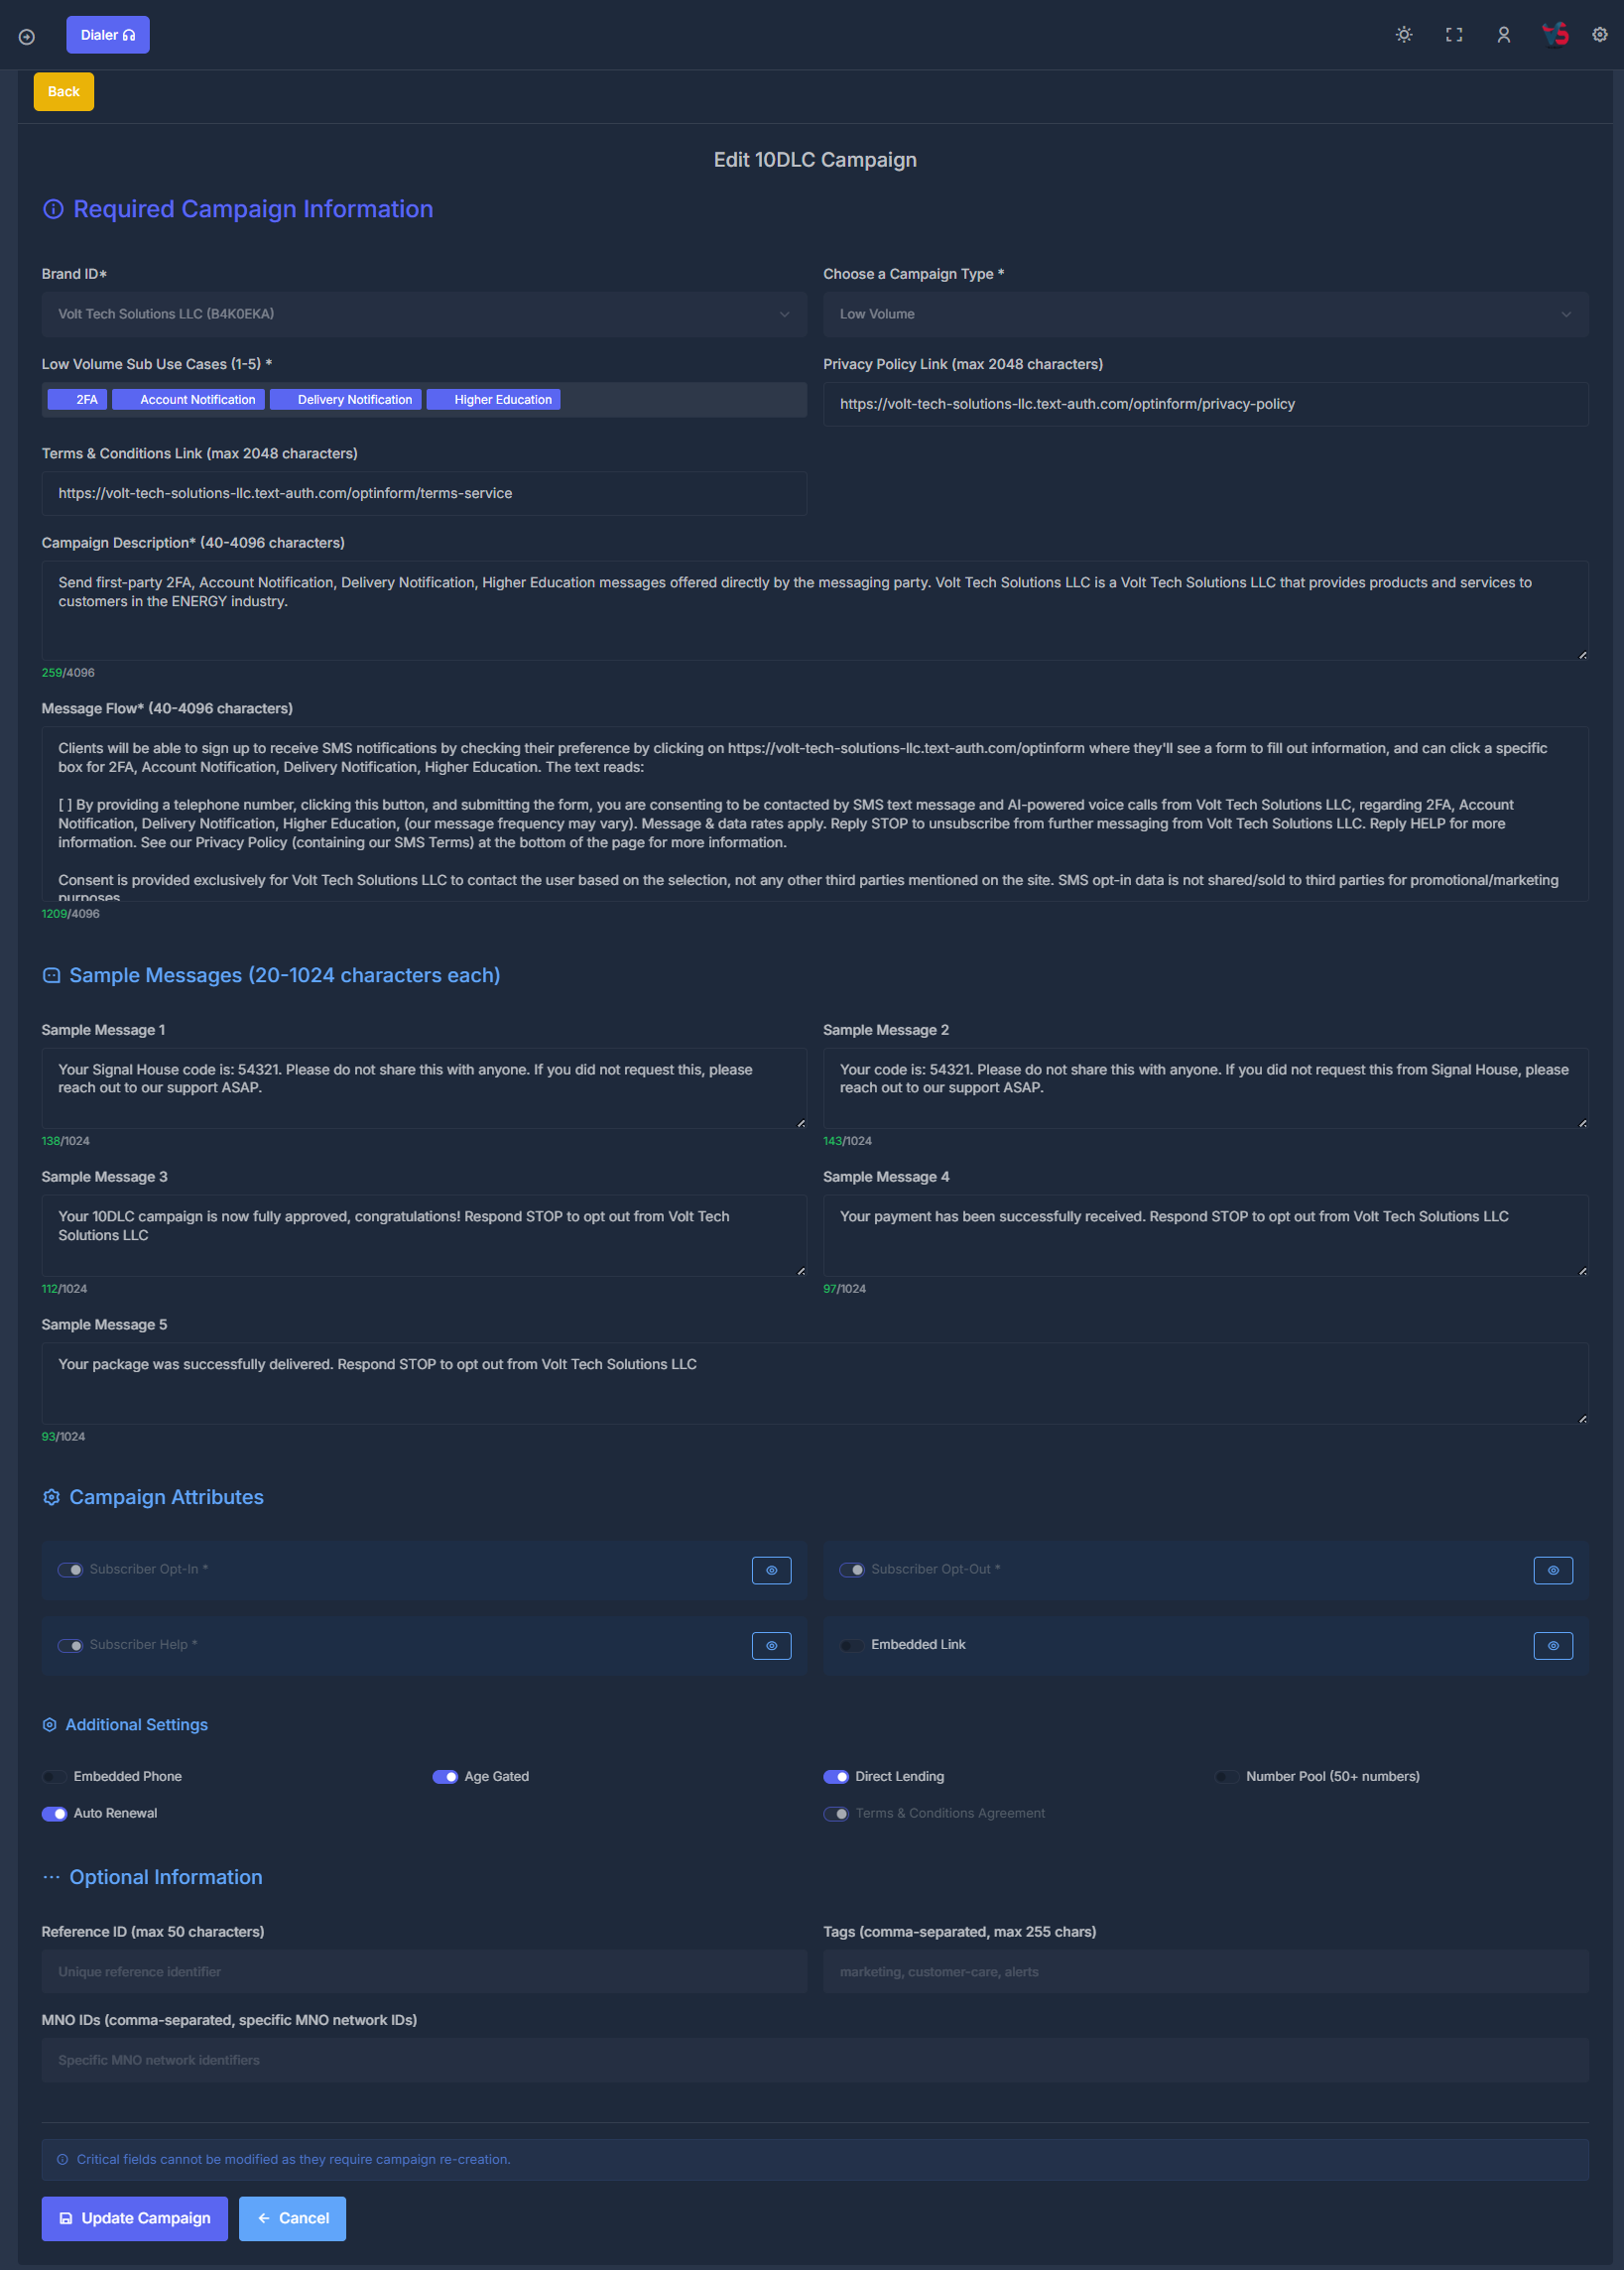 Dialer
Back
Edit 10DLC Campaign
Required Campaign Information
Brand ID*
Choose a Campaign Type *
Volt Tech Solutions LLC (B4K0EKA)
Low Volume
Low Volume Sub Use Cases (1-5) *
Privacy Policy Link (max 2048 characters)
2FA Account Notification Delivery Notification Higher Education
https://volt-tech-solutions-llc.text-auth.com/optinform/privacy-policy
Terms & Conditions Link (max 2048 characters)
https://volt-tech-solutions-llc.text-auth.com/optinform/terms-service
Campaign Description* (40-4096 characters)
Send first-party 2FA, Account Notification, Delivery Notification, Higher Education messages offered directly by the messaging party. Volt Tech Solutions LLC is a Volt Tech Solutions LLC that provides products and services to
customers in the ENERGY industry.
259/4096
Message Flow* (40-4096 characters)
Clients will be able to sign up to receive SMS notifications by checking their preference by clicking on https://volt-tech-solutions-llc.text-auth.com/optinform where they'll see a form to fill out information, and can click a specific
box for 2FA, Account Notification, Delivery Notification, Higher Education. The text reads:
[ ] By providing a telephone number, clicking this button, and submitting the form, you are consenting to be contacted by SMS text message and AI-powered voice calls from Volt Tech Solutions LLC, regarding 2FA, Account
Notification, Delivery Notification, Higher Education, (our message frequency may vary). Message & data rates apply. Reply STOP to unsubscribe from further messaging from Volt Tech Solutions LLC. Reply HELP for more
information. See our Privacy Policy (containing our SMS Terms) at the bottom of the page for more information.
Consent is provided exclusively for Volt Tech Solutions LLC to contact the user based on the selection, not any other third parties mentioned on the site. SMS opt-in data is not shared/sold to third parties for promotional/marketing
purposes
1209/4096
Sample Messages (20-1024 characters each)
Sample Message 1
Sample Message 2
Your Signal House code is: 54321. Please do not share this with anyone. If you did not request this, please
reach out to our support ASAP.
Your code is: 54321. Please do not share this with anyone. If you did not request this from Signal House, please
reach out to our support ASAP.
138/1024
143/1024
Sample Message 3
Sample Message 4
Your 10DLC campaign is now fully approved, congratulations! Respond STOP to opt out from Volt Tech
Solutions LLC
Your payment has been successfully received. Respond STOP to opt out from Volt Tech Solutions LLC
112/1024
97/1024
Sample Message 5
Your package was successfully delivered. Respond STOP to opt out from Volt Tech Solutions LLC
93/1024
Campaign Attributes
Subscriber Opt-In *
Subscriber Opt-Out *
Subscriber Help *
Embedded Link
Additional Settings
Embedded Phone
Age Gated
Direct Lending
Number Pool (50+ numbers)
Auto Renewal
Terms & Conditions Agreement
Optional Information
Reference ID (max 50 characters)
Tags (comma-separated, max 255 chars)
Unique reference identifier
marketing, customer-care, alerts
MNO IDs (comma-separated, specific MNO network IDs)
Specific MNO network identifiers
Critical fields cannot be modified as they require campaign re-creation.
Update Campaign
Cancel